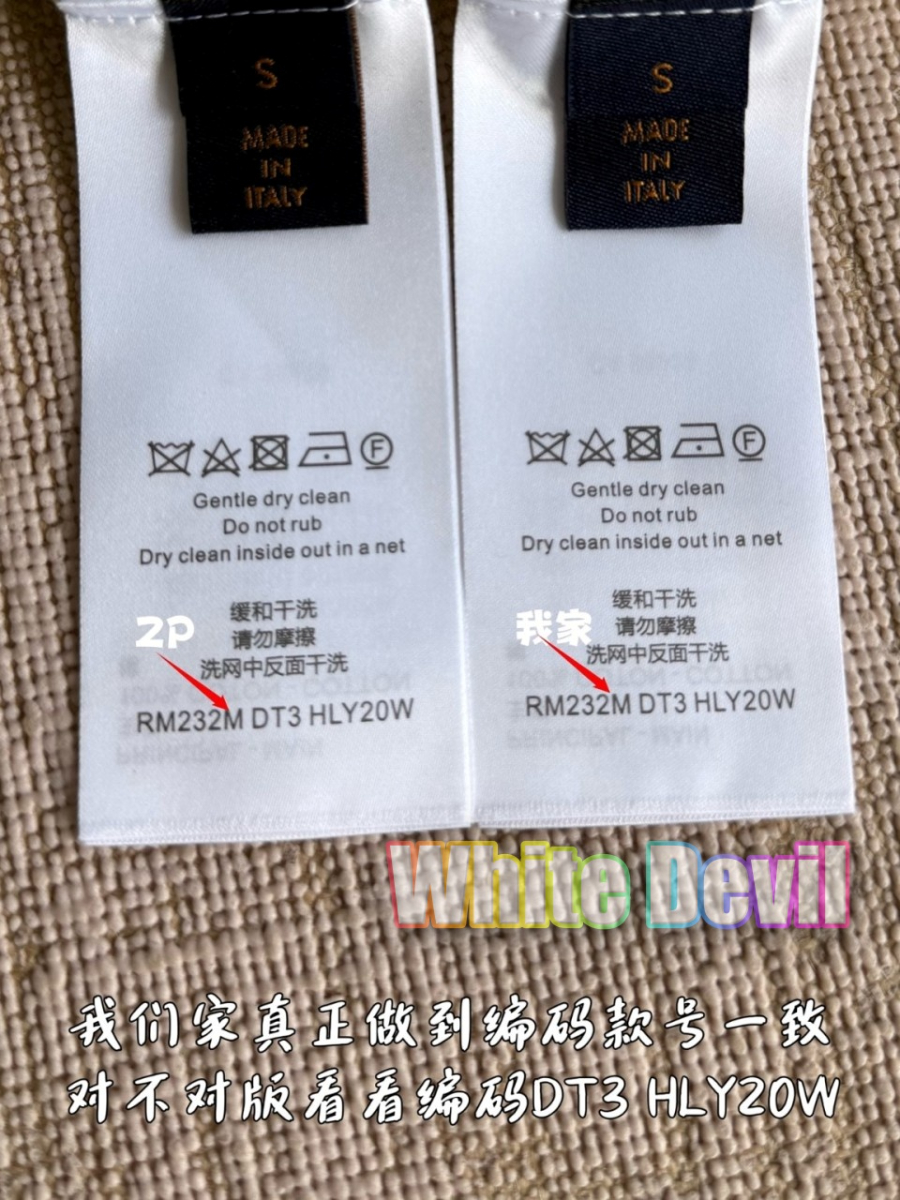 S
MADE
IN
ITALY
Gentle dry clean
Do not rub
Dry clean inside out in a net
缓和干洗
请勿摩擦
洗网中反面干洗
2P
RM232M DT3 HLY20W
S
MADE
IN
ITALY
Gentle dry clean
Do not rub
Dry clean inside out in a net
缓和干洗
请勿摩擦
洗网中反面干洗
我家
RM232M DT3 HLY20W
White Devil
我们家真正做到编码款号一致
对不对版看看编码DT3 HLY20W